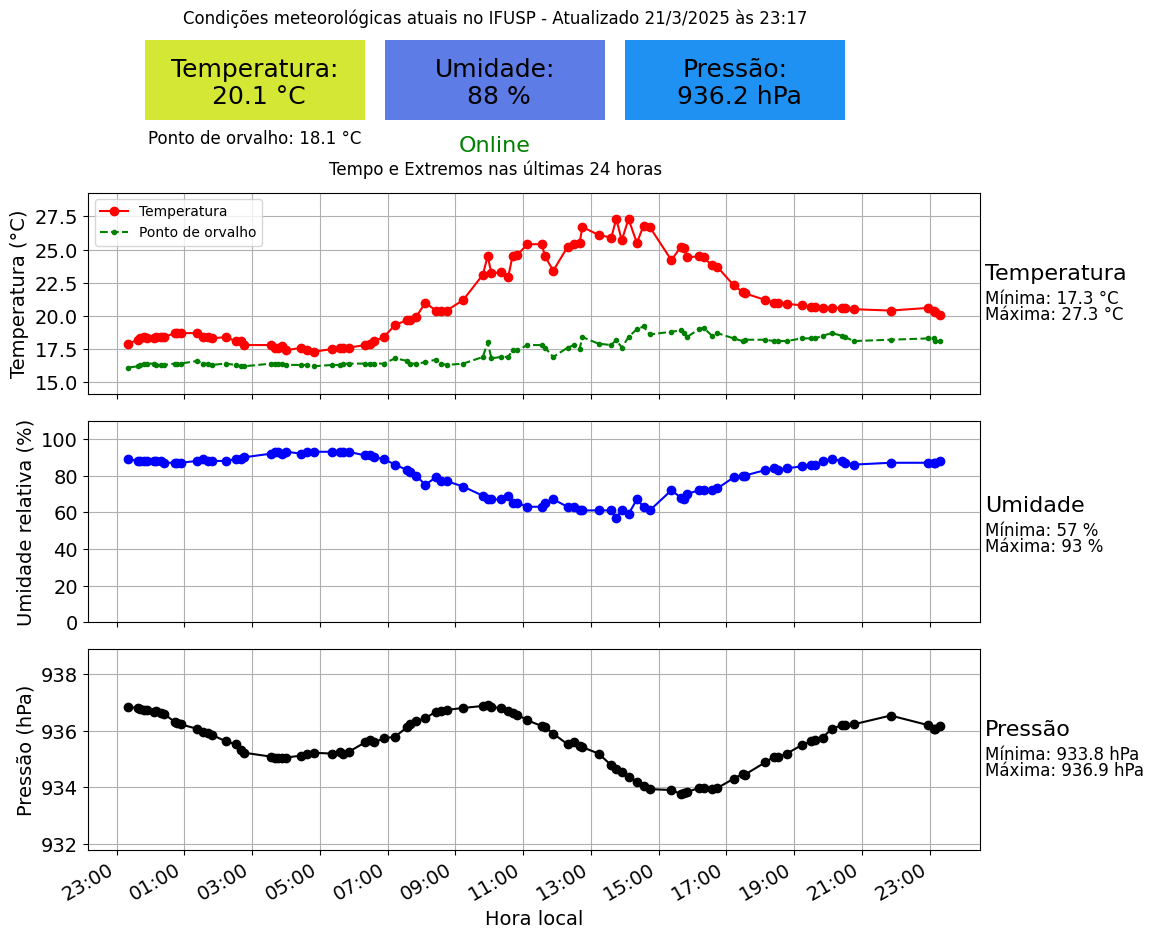 Condições meteorológicas atuais no IFUSP - Atualizado 21/3/2025 às 23:17
Temperatura:
20.1 °C
Umidade:
88 %
Pressão:
936.2 hPa
Ponto de orvalho: 18.1 °C
Online
Tempo e Extremos nas últimas 24 horas
Temperatura (°C)
27.5
25.0
22.5
20.0
17.5
15.0
Temperatura
Ponto de orvalho
Temperatura
Mínima: 17.3 °C
Máxima: 27.3 °C
Umidade relativa (%)
100
80
60
40
20
0
Umidade
Mínima: 57 %
Máxima: 93 %
Pressão (hPa)
938
936
934
932
Pressão
Mínima: 933.8 hPa
Máxima: 936.9 hPa
23:00
01:00
03:00
05:00
07:00
09:00
11:00
13:00
15:00
17:00
19:00
21:00
23:00
Hora local